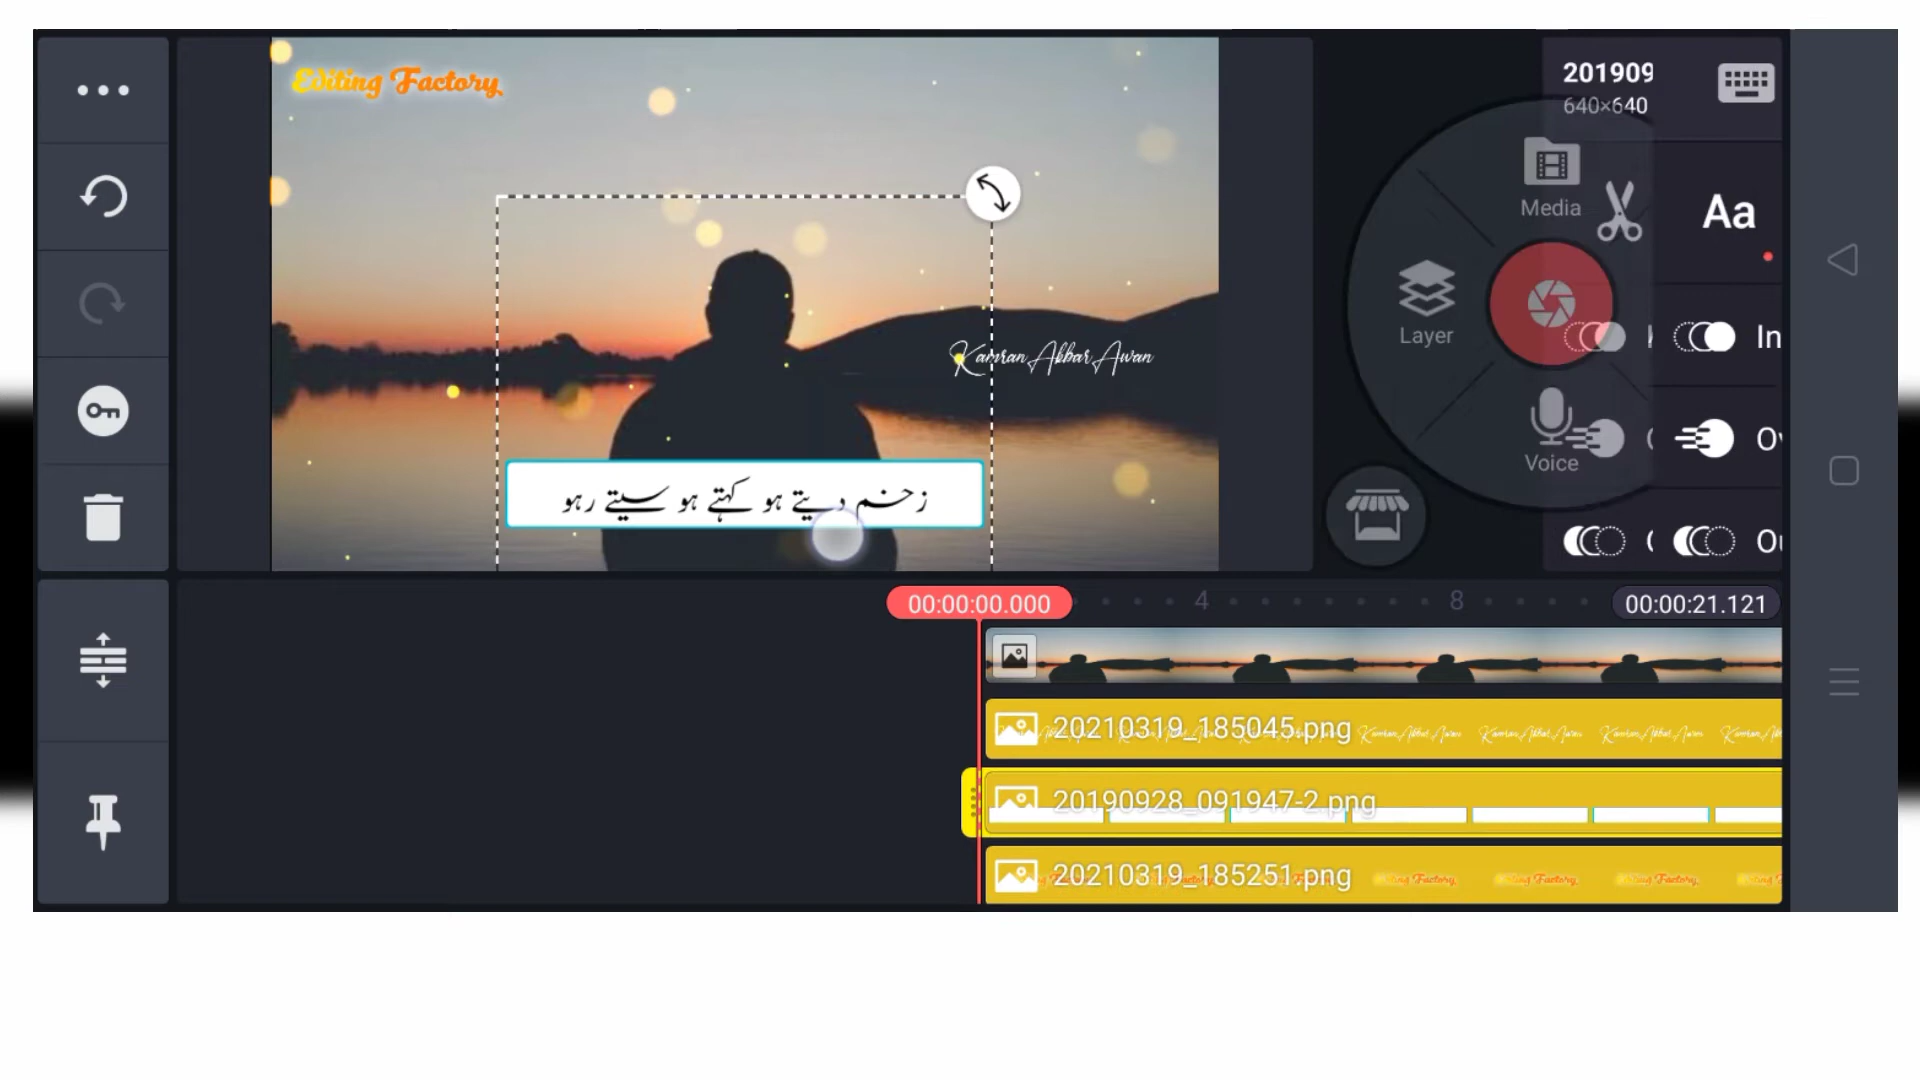 Editing Factory
201909
640×640
Media
Aa
Layer
In
Kamran Akbar Awan
Voice
زخم دیتے ہو کہتے ہو سیتے رہو
00:00:00.000
4
8
00:00:21.121
20210319_185045.png
20190928_091947-2.png
20210319_185251.png